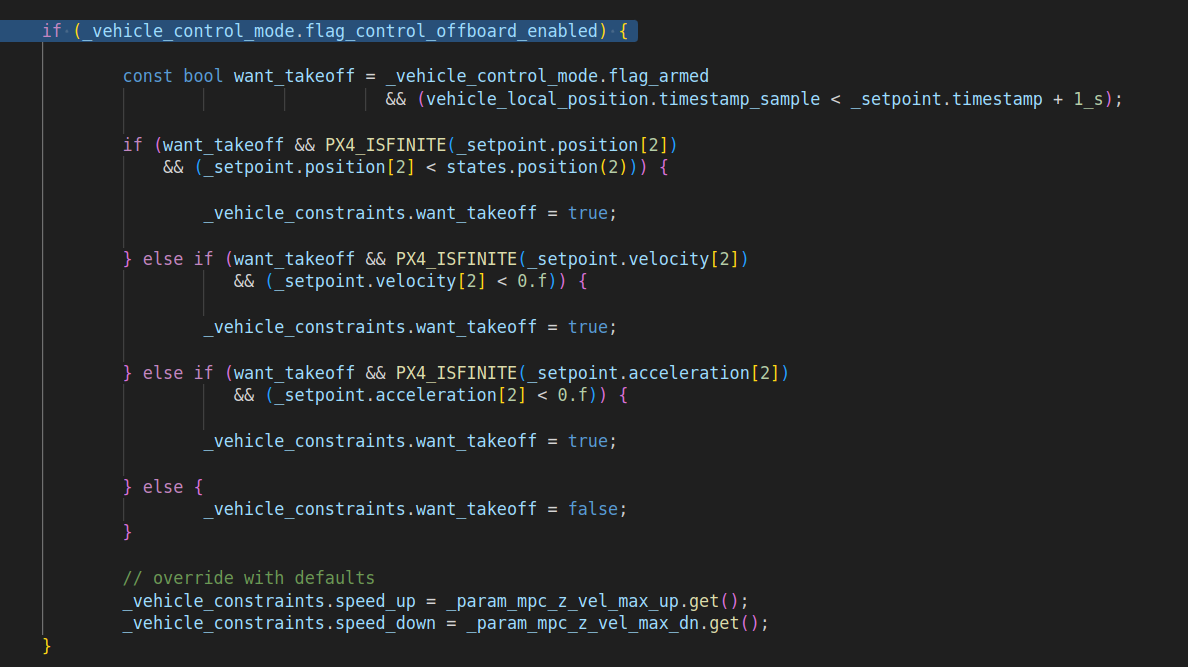 if (_vehicle_control_mode.flag_control_offboard_enabled) {
const bool want_takeoff = _vehicle_control_mode.flag_armed
&& (vehicle_local_position.timestamp_sample < _setpoint.timestamp + 1_s);
if (want_takeoff && PX4_ISFINITE(_setpoint.position[2])
&& (_setpoint.position[2] < states.position(2))) {
_vehicle_constraints.want_takeoff = true;
} else if (want_takeoff && PX4_ISFINITE(_setpoint.velocity[2])
&& (_setpoint.velocity[2] < 0.f)) {
_vehicle_constraints.want_takeoff = true;
} else if (want_takeoff && PX4_ISFINITE(_setpoint.acceleration[2])
&& (_setpoint.acceleration[2] < 0.f)) {
_vehicle_constraints.want_takeoff = true;
} else {
_vehicle_constraints.want_takeoff = false;
}
// override with defaults
_vehicle_constraints.speed_up = _param_mpc_z_vel_max_up.get();
_vehicle_constraints.speed_down = _param_mpc_z_vel_max_dn.get();
}